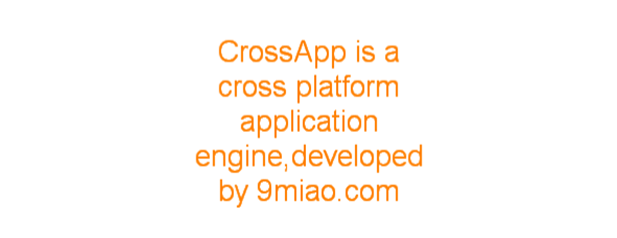 CrossApp is a
cross platform
application
engine,developed
by 9miao.com